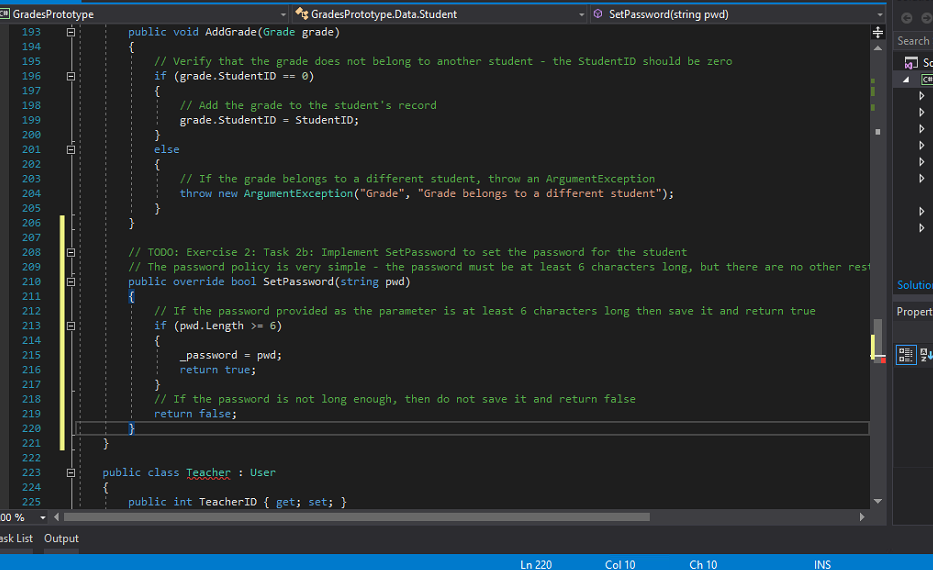 C# GradesPrototype GradesPrototype.Data.Student SetPassword(string pwd)
193 public void AddGrade(Grade grade)
194 {
195 // Verify that the grade does not belong to another student - the StudentID should be zero
196 if (grade.StudentID == 0)
197 {
198 // Add the grade to the student's record
199 grade.StudentID = StudentID;
200 }
201 else
202 {
203 // If the grade belongs to a different student, throw an ArgumentException
204 throw new ArgumentException("Grade", "Grade belongs to a different student");
205 }
206 }
207
208 // TODO: Exercise 2: Task 2b: Implement SetPassword to set the password for the student
209 // The password policy is very simple - the password must be at least 6 characters long, but there are no other rest
210 public override bool SetPassword(string pwd)
211 {
212 // If the password provided as the parameter is at least 6 characters long then save it and return true
213 if (pwd.Length >= 6)
214 {
215 _password = pwd;
216 return true;
217 }
218 // If the password is not long enough, then do not save it and return false
219 return false;
220 }
221 }
222
223 public class Teacher : User
224 {
225 public int TeacherID { get; set; }
00 %
ask List Output
Ln 220 Col 10 Ch 10 INS
Search
So
C#
Solutio
Propert